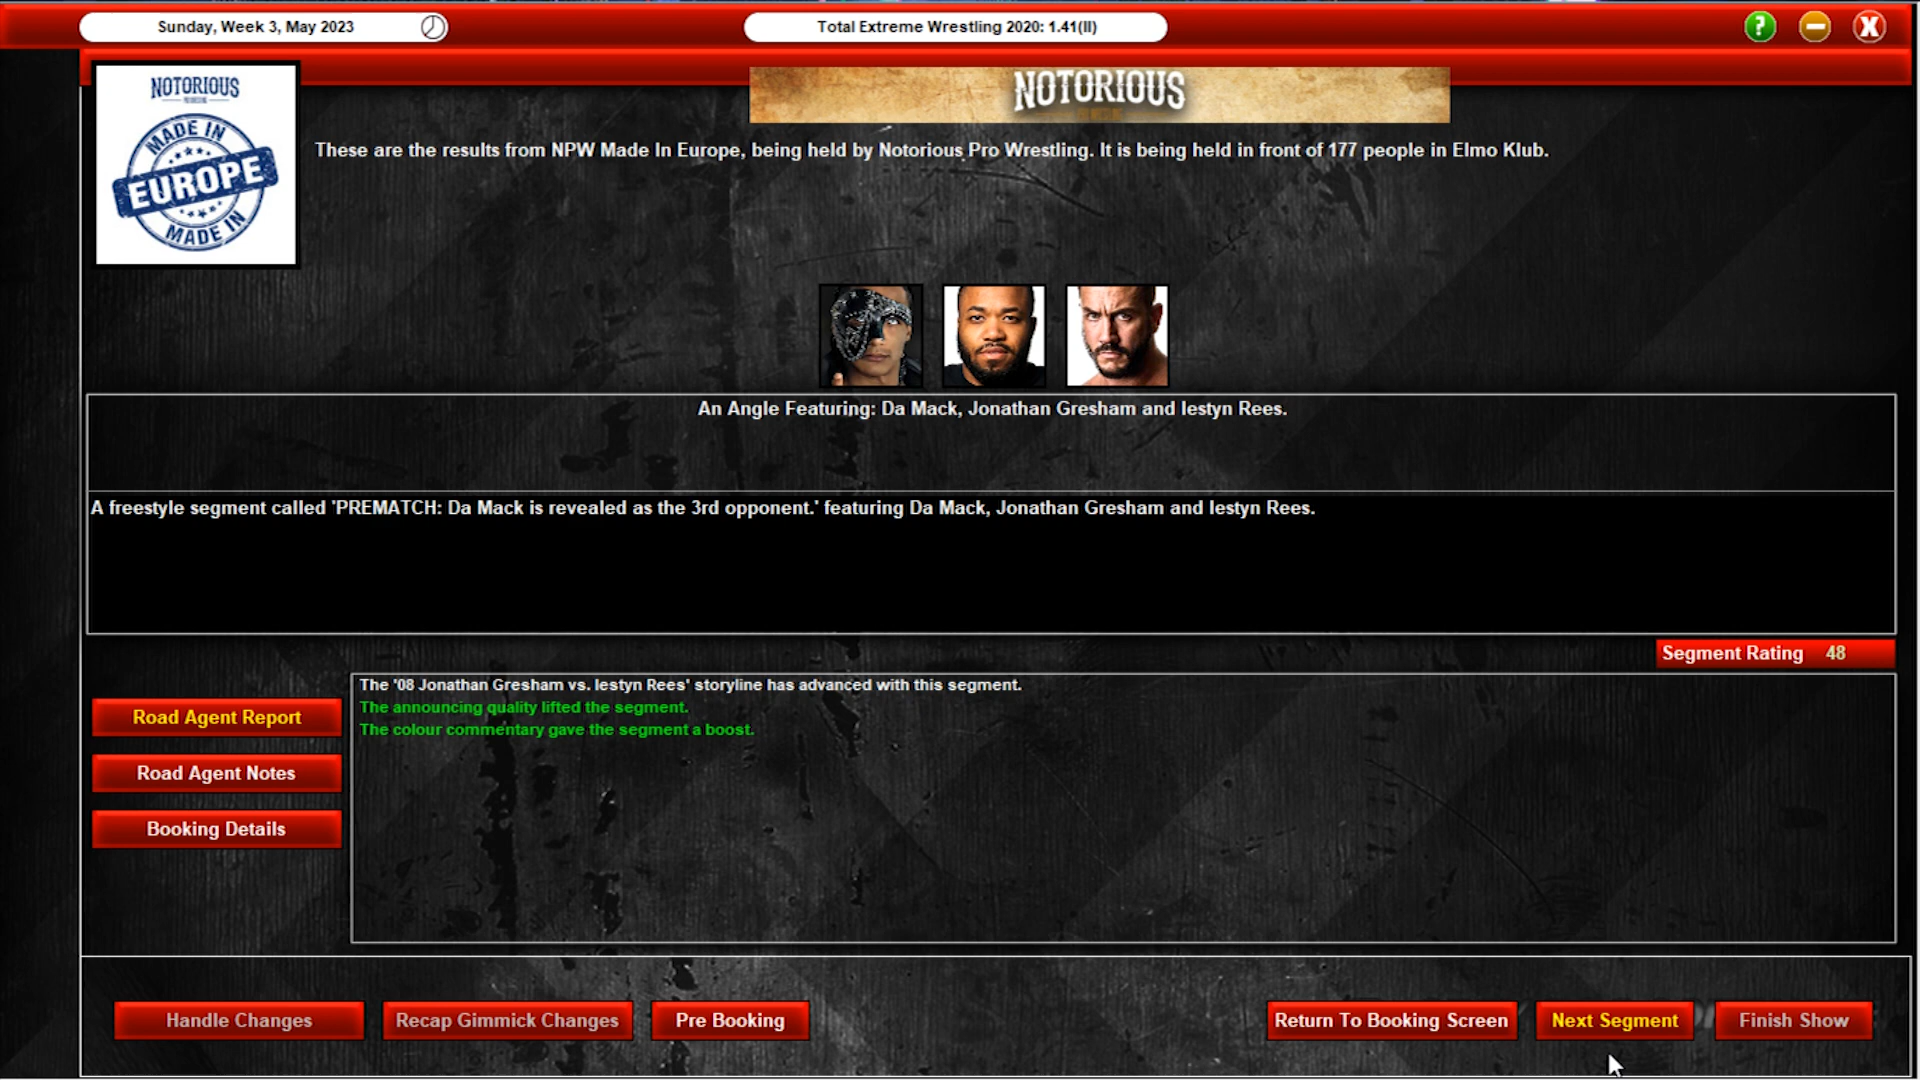 Sunday, Week 3, May 2023
Total Extreme Wrestling 2020: 1.41(II)
?
X
NOTORIOUS
MADE IN
EUROPE
MADE IN
NOTORIOUS
These are the results from NPW Made In Europe, being held by Notorious Pro Wrestling. It is being held in front of 177 people in Elmo Klub.
An Angle Featuring: Da Mack, Jonathan Gresham and Iestyn Rees.
A freestyle segment called 'PREMATCH: Da Mack is revealed as the 3rd opponent.' featuring Da Mack, Jonathan Gresham and Iestyn Rees.
Segment Rating 48
The '08 Jonathan Gresham vs. Iestyn Rees' storyline has advanced with this segment.
The announcing quality lifted the segment.
The colour commentary gave the segment a boost.
Road Agent Report
Road Agent Notes
Booking Details
Handle Changes
Recap Gimmick Changes
Pre Booking
Return To Booking Screen
Next Segment
Finish Show